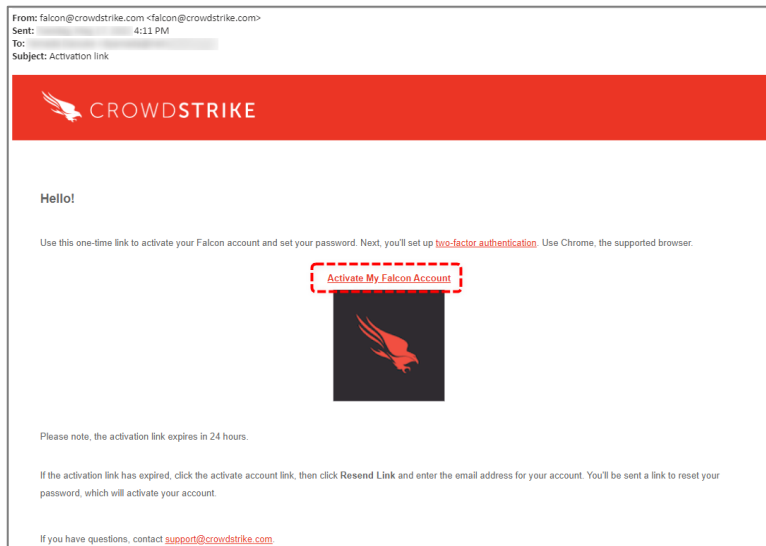 From: falcon@crowdstrike.com <falcon@crowdstrike.com>
Sent: 4:11 PM
To:
Subject: Activation link
CROWDSTRIKE
Hello!
Use this one-time link to activate your Falcon account and set your password. Next, you'll set up two-factor authentication. Use Chrome, the supported browser.
Activate My Falcon Account
Please note, the activation link expires in 24 hours.
If the activation link has expired, click the activate account link, then click Resend Link and enter the email address for your account. You'll be sent a link to reset your
password, which will activate your account.
If you have questions, contact support@crowdstrike.com.